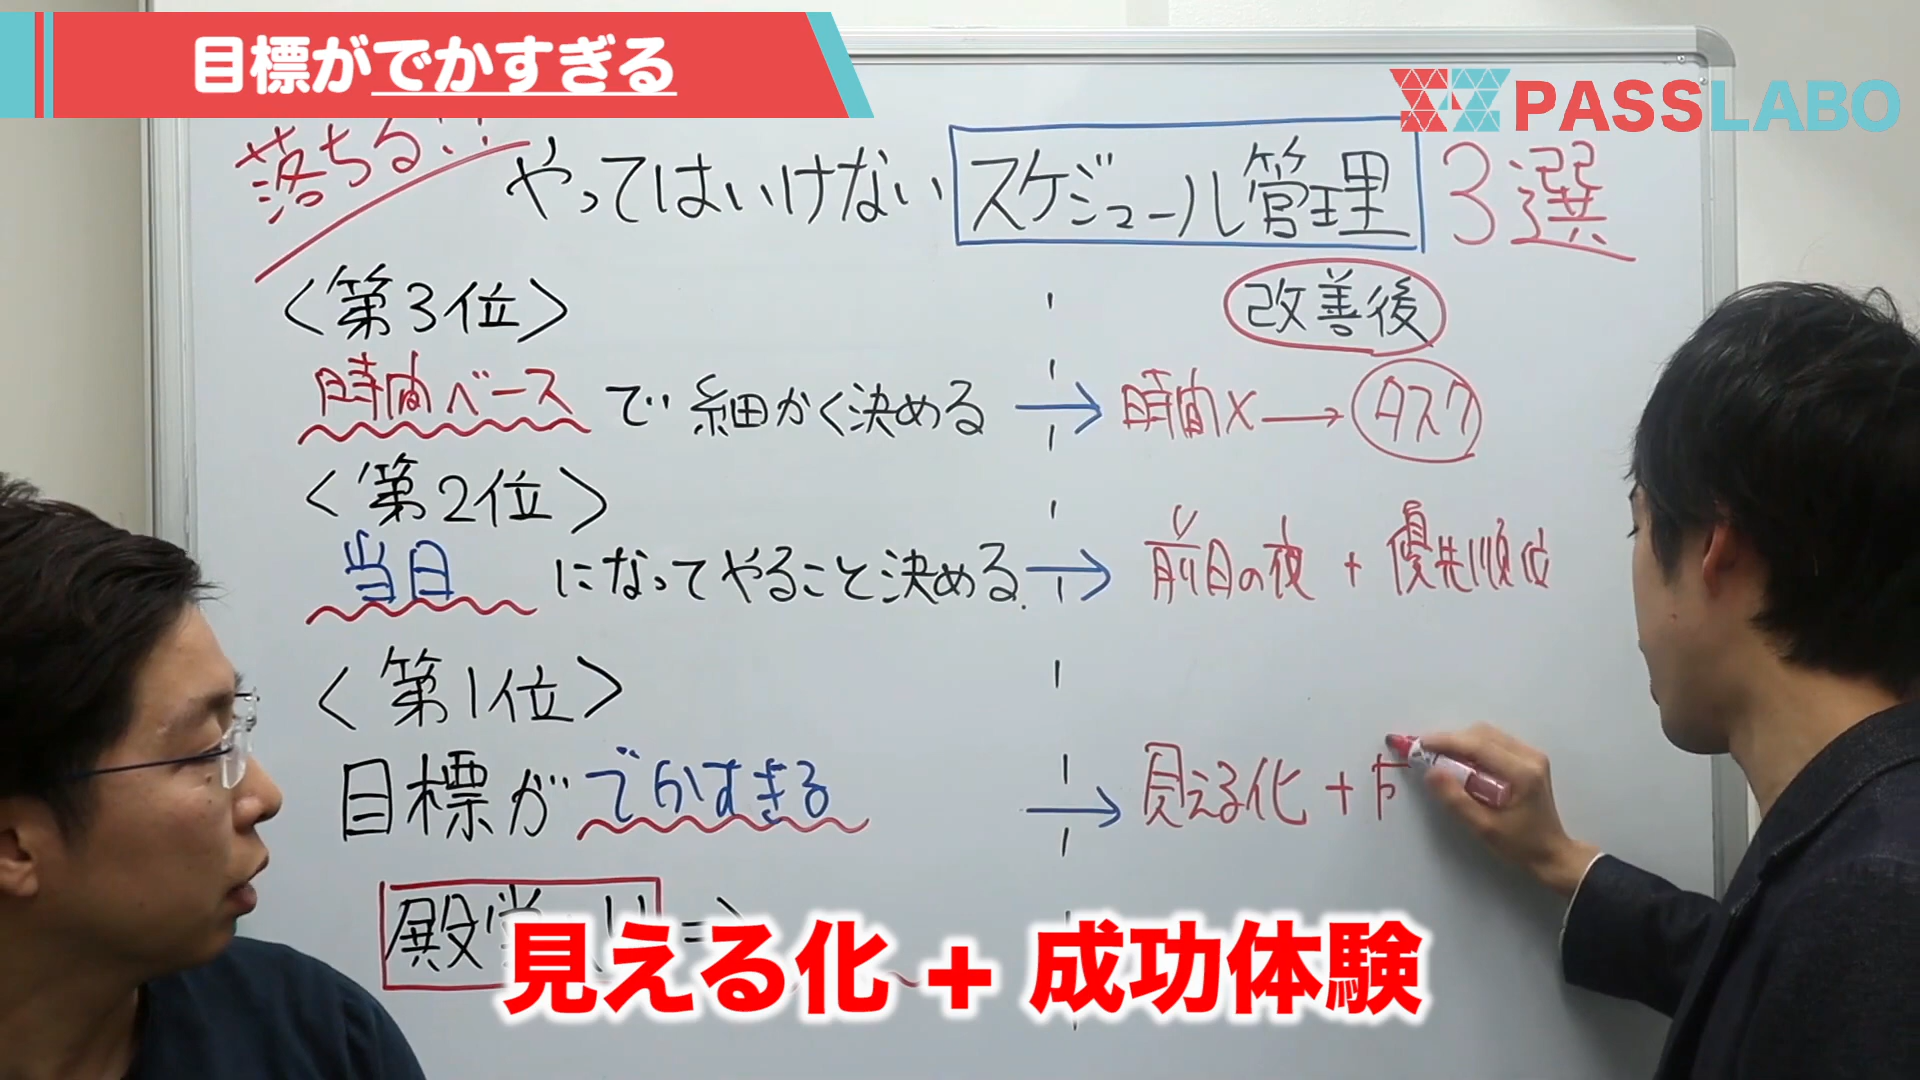 目標がでかすぎる
PASSLABO
落ちる!! やってはいけない スケジュール管理 3選
<第3位>
改善後
時間ベース で 細かく決める → 時間× → タスク
<第2位>
当日 になってやること決める. → 前日の夜 + 優先順位
<第1位>
目標が でかすぎる → 見える化 +
殿堂入り ⇒
見える化 + 成功体験